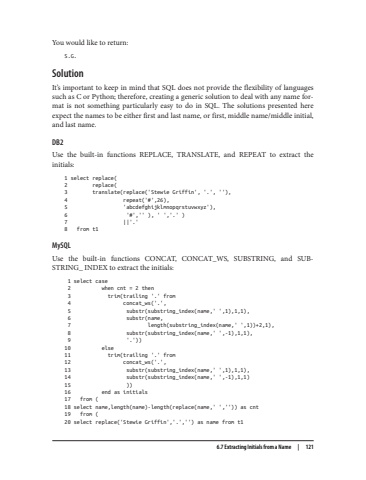 You would like to return:
S.G.
Solution
It's important to keep in mind that SQL does not provide the flexibility of languages
such as C or Python; therefore, creating a generic solution to deal with any name for-
mat is not something particularly easy to do in SQL. The solutions presented here
expect the names to be either first and last name, or first, middle name/middle initial,
and last name.
DB2
Use the built-in functions REPLACE, TRANSLATE, and REPEAT to extract the
initials:
1 select replace(
2 replace(
3 translate(replace('Stewie Griffin', '.', ''),
4 repeat('#',26),
5 'abcdefghijklmnopqrstuvwxyz'),
6 '#','' ), ' ','.' )
7 ||'.'
8 from t1
MySQL
Use the built-in functions CONCAT, CONCAT_WS, SUBSTRING, and SUB-
STRING_ INDEX to extract the initials:
1 select case
2 when cnt = 2 then
3 trim(trailing '.' from
4 concat_ws('.',
5 substr(substring_index(name,' ',1),1,1),
6 substr(name,
7 length(substring_index(name,' ',1))+2,1),
8 substr(substring_index(name,' ',-1),1,1),
9 '.'))
10 else
11 trim(trailing '.' from
12 concat_ws('.',
13 substr(substring_index(name,' ',1),1,1),
14 substr(substring_index(name,' ',-1),1,1)
15 ))
16 end as initials
17 from (
18 select name,length(name)-length(replace(name,' ','')) as cnt
19 from (
20 select replace('Stewie Griffin','.','') as name from t1
6.7 Extracting Initials from a Name | 121